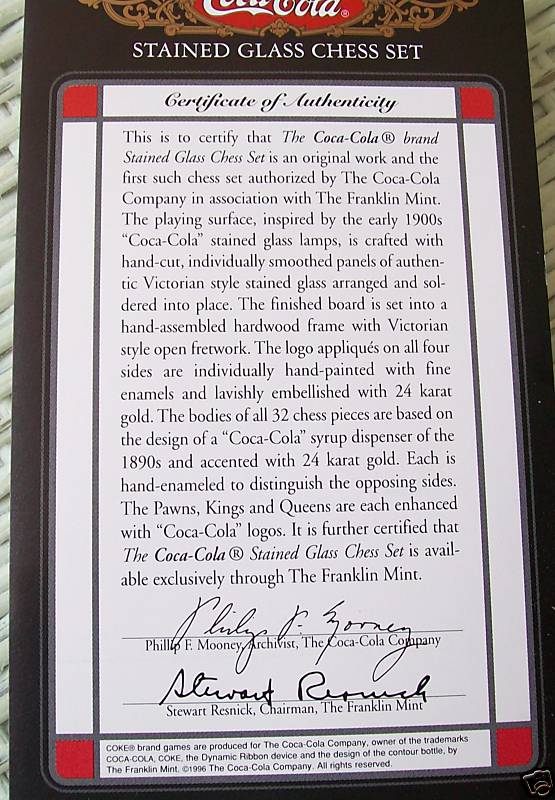 Coca-Cola®
STAINED GLASS CHESS SET
Certificate of Authenticity
This is to certify that The Coca-Cola® brand
Stained Glass Chess Set is an original work and the
first such chess set authorized by The Coca-Cola
Company in association with The Franklin Mint.
The playing surface, inspired by the early 1900s
“Coca-Cola” stained glass lamps, is crafted with
hand-cut, individually smoothed panels of authen-
tic Victorian style stained glass arranged and sol-
dered into place. The finished board is set into a
hand-assembled hardwood frame with Victorian
style open fretwork. The logo appliqués on all four
sides are individually hand-painted with fine
enamels and lavishly embellished with 24 karat
gold. The bodies of all 32 chess pieces are based on
the design of a “Coca-Cola” syrup dispenser of the
1890s and accented with 24 karat gold. Each is
hand-enameled to distinguish the opposing sides.
The Pawns, Kings and Queens are each enhanced
with “Coca-Cola” logos. It is further certified that
The Coca-Cola® Stained Glass Chess Set is avail-
able exclusively through The Franklin Mint.
Philip F. Mooney
Phillip F. Mooney, Archivist, The Coca-Cola Company
Stewart Resnick
Stewart Resnick, Chairman, The Franklin Mint
COKE® brand games are produced for The Coca-Cola Company, owner of the trademarks
COCA-COLA, COKE, the Dynamic Ribbon device and the design of the contour bottle, by
The Franklin Mint. ©1996 The Coca-Cola Company. All rights reserved.